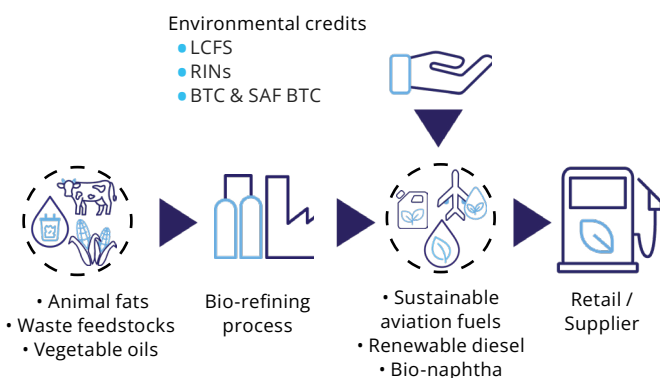 Environmental credits
• LCFS
• RINs
• BTC & SAF BTC
• Animal fats
• Waste feedstocks
• Vegetable oils
Bio-refining
process
• Sustainable
aviation fuels
• Renewable diesel
• Bio-naphtha
Retail /
Supplier